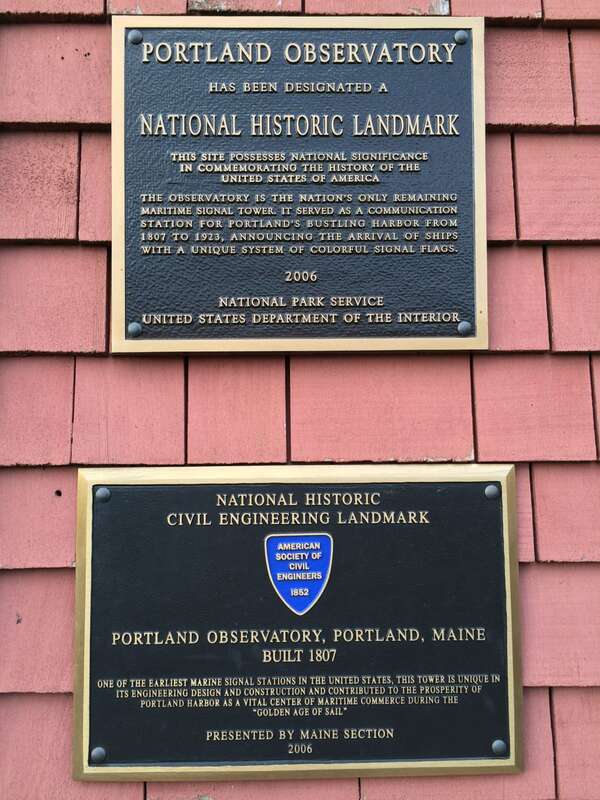 PORTLAND OBSERVATORY
HAS BEEN DESIGNATED A
NATIONAL HISTORIC LANDMARK
THIS SITE POSSESSES NATIONAL SIGNIFICANCE
IN COMMEMORATING THE HISTORY OF THE
UNITED STATES OF AMERICA
THE OBSERVATORY IS THE NATION'S ONLY REMAINING
MARITIME SIGNAL TOWER. IT SERVED AS A COMMUNICATION
STATION FOR PORTLAND'S BUSTLING HARBOR FROM
1807 TO 1923, ANNOUNCING THE ARRIVAL OF SHIPS
WITH A UNIQUE SYSTEM OF COLORFUL SIGNAL FLAGS.
2006
NATIONAL PARK SERVICE
UNITED STATES DEPARTMENT OF THE INTERIOR
NATIONAL HISTORIC
CIVIL ENGINEERING LANDMARK
AMERICAN
SOCIETY OF
CIVIL
ENGINEERS
1852
PORTLAND OBSERVATORY, PORTLAND, MAINE
BUILT 1807
ONE OF THE EARLIEST MARINE SIGNAL STATIONS IN THE UNITED STATES, THIS TOWER IS UNIQUE IN
ITS ENGINEERING DESIGN AND CONSTRUCTION AND CONTRIBUTED TO THE PROSPERITY OF
PORTLAND HARBOR AS A VITAL CENTER OF MARITIME COMMERCE DURING THE
"GOLDEN AGE OF SAIL"
PRESENTED BY MAINE SECTION
2006